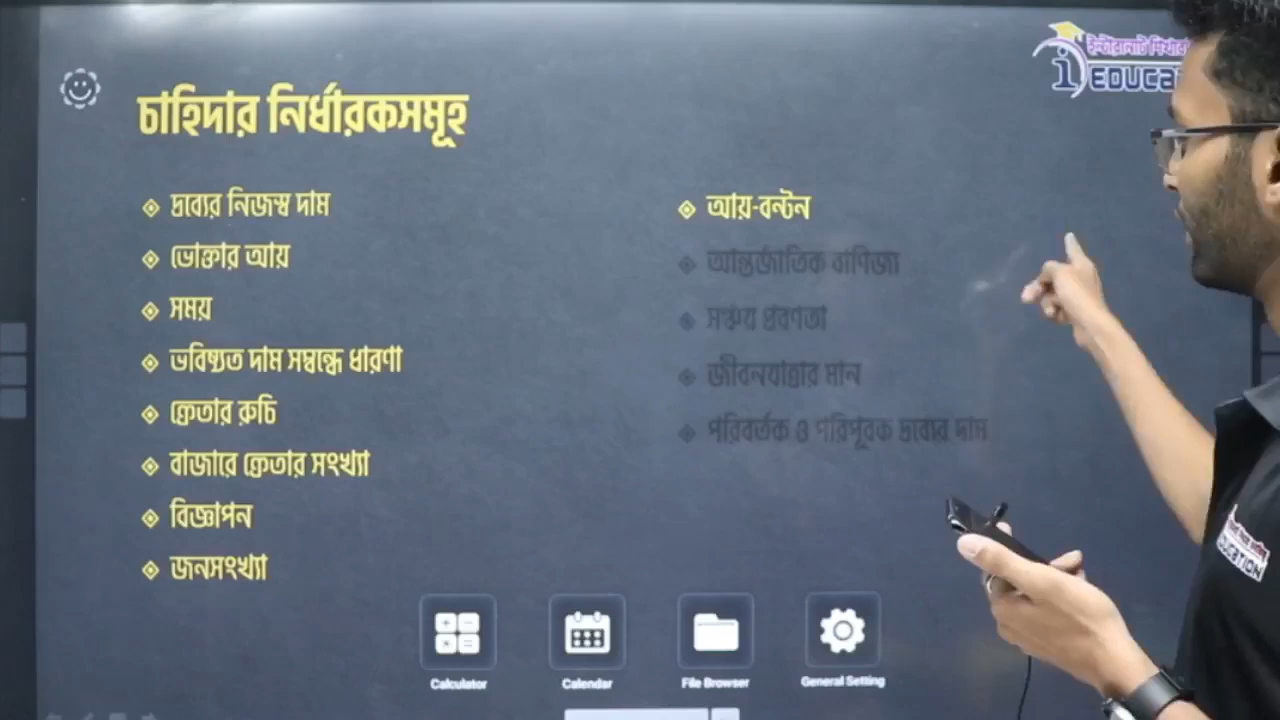 চাহিদার নির্ধারকসমূহ
দ্রব্যের নিজস্ব দাম
ভোক্তার আয়
সময়
ভবিষ্যত দাম সম্বন্ধে ধারণা
ক্রেতার রুচি
বাজারে ক্রেতার সংখ্যা
বিজ্ঞাপন
জনসংখ্যা
আয়-বন্টন
আন্তর্জাতিক বাণিজ্য
সঞ্চয় প্রবণতা
জীবনযাত্রার মান
পরিবর্তক ও পরিপূরক দ্রব্যের দাম
Calculator
Calendar
File Browser
General Setting